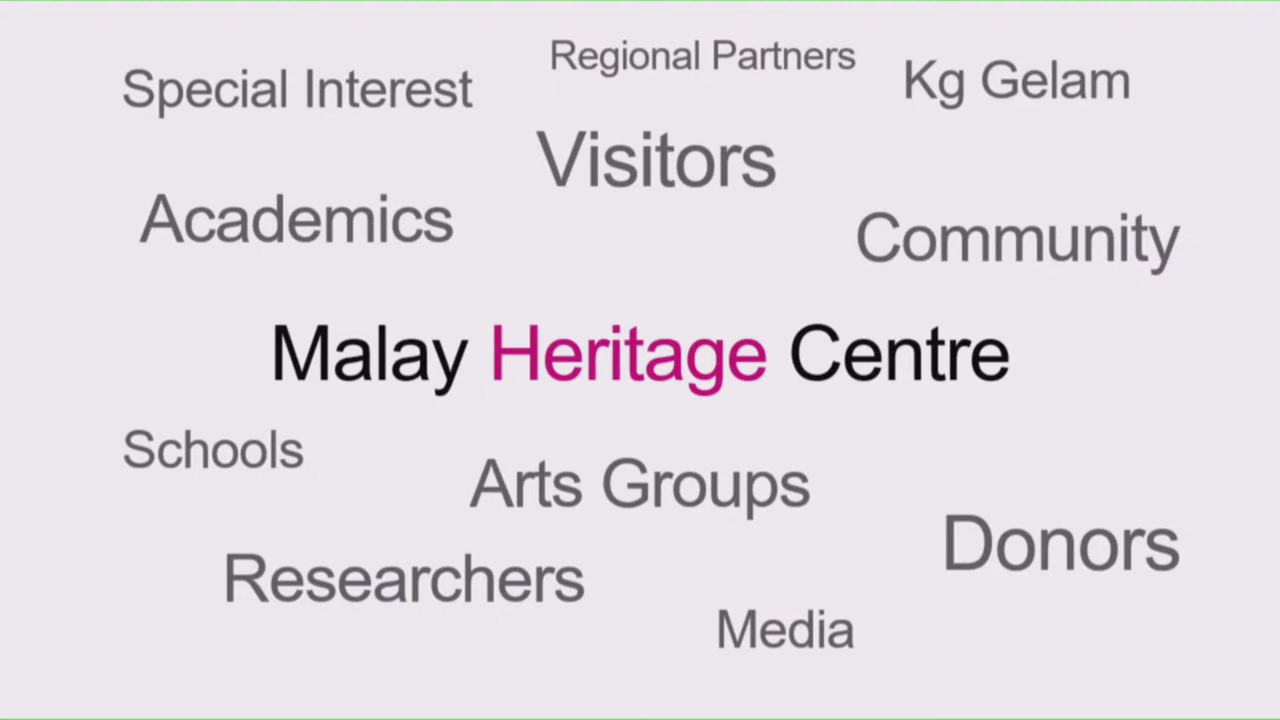 Regional Partners
Special Interest
Kg Gelam
Visitors
Academics
Community
Malay Heritage Centre
Schools
Arts Groups
Donors
Researchers
Media